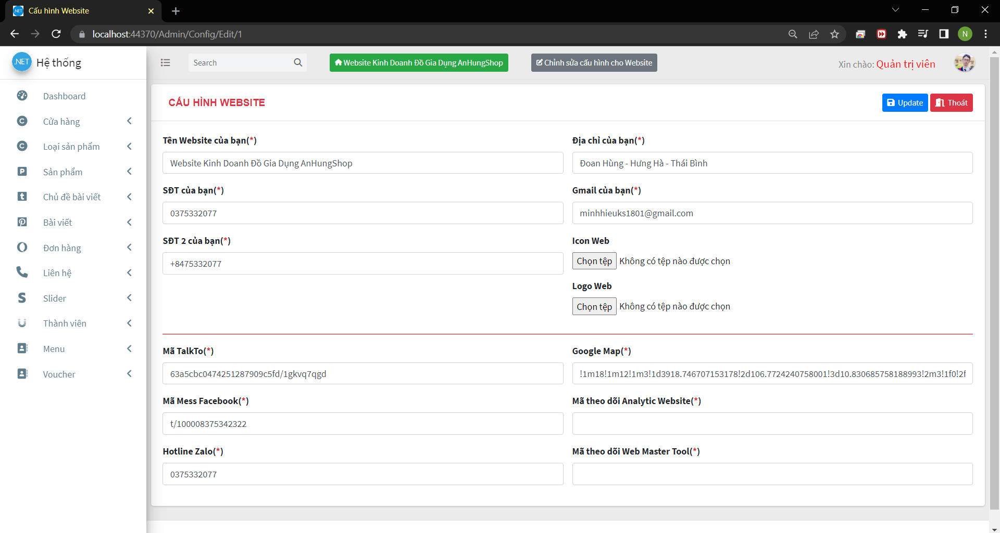 .NET Cấu hình Website
localhost:44370/Admin/Config/Edit/1
N
.NET Hệ thống
Search
Website Kinh Doanh Đồ Gia Dụng AnHungShop
Chỉnh sửa cấu hình cho Website
Xin chào: Quản trị viên
Dashboard
Cửa hàng
Loại sản phẩm
Sản phẩm
Chủ đề bài viết
Bài viết
Đơn hàng
Liên hệ
Slider
Thành viên
Menu
Voucher
CẤU HÌNH WEBSITE
Update
Thoát
Tên Website của bạn(*)
Website Kinh Doanh Đồ Gia Dụng AnHungShop
Địa chỉ của bạn(*)
Đoan Hùng - Hưng Hà - Thái Bình
SĐT của bạn(*)
0375332077
Gmail của bạn(*)
minhhieuks1801@gmail.com
SĐT 2 của bạn(*)
+8475332077
Icon Web
Chọn tệp Không có tệp nào được chọn
Logo Web
Chọn tệp Không có tệp nào được chọn
Mã TalkTo(*)
63a5cbc0474251287909c5fd/1gkvq7qgd
Google Map(*)
!1m18!1m12!1m3!1d3918.746707153178!2d106.7724240758001!3d10.830685758188993!2m3!1f0!2f
Mã Mess Facebook(*)
t/100008375342322
Mã theo dõi Analytic Website(*)
Hotline Zalo(*)
0375332077
Mã theo dõi Web Master Tool(*)